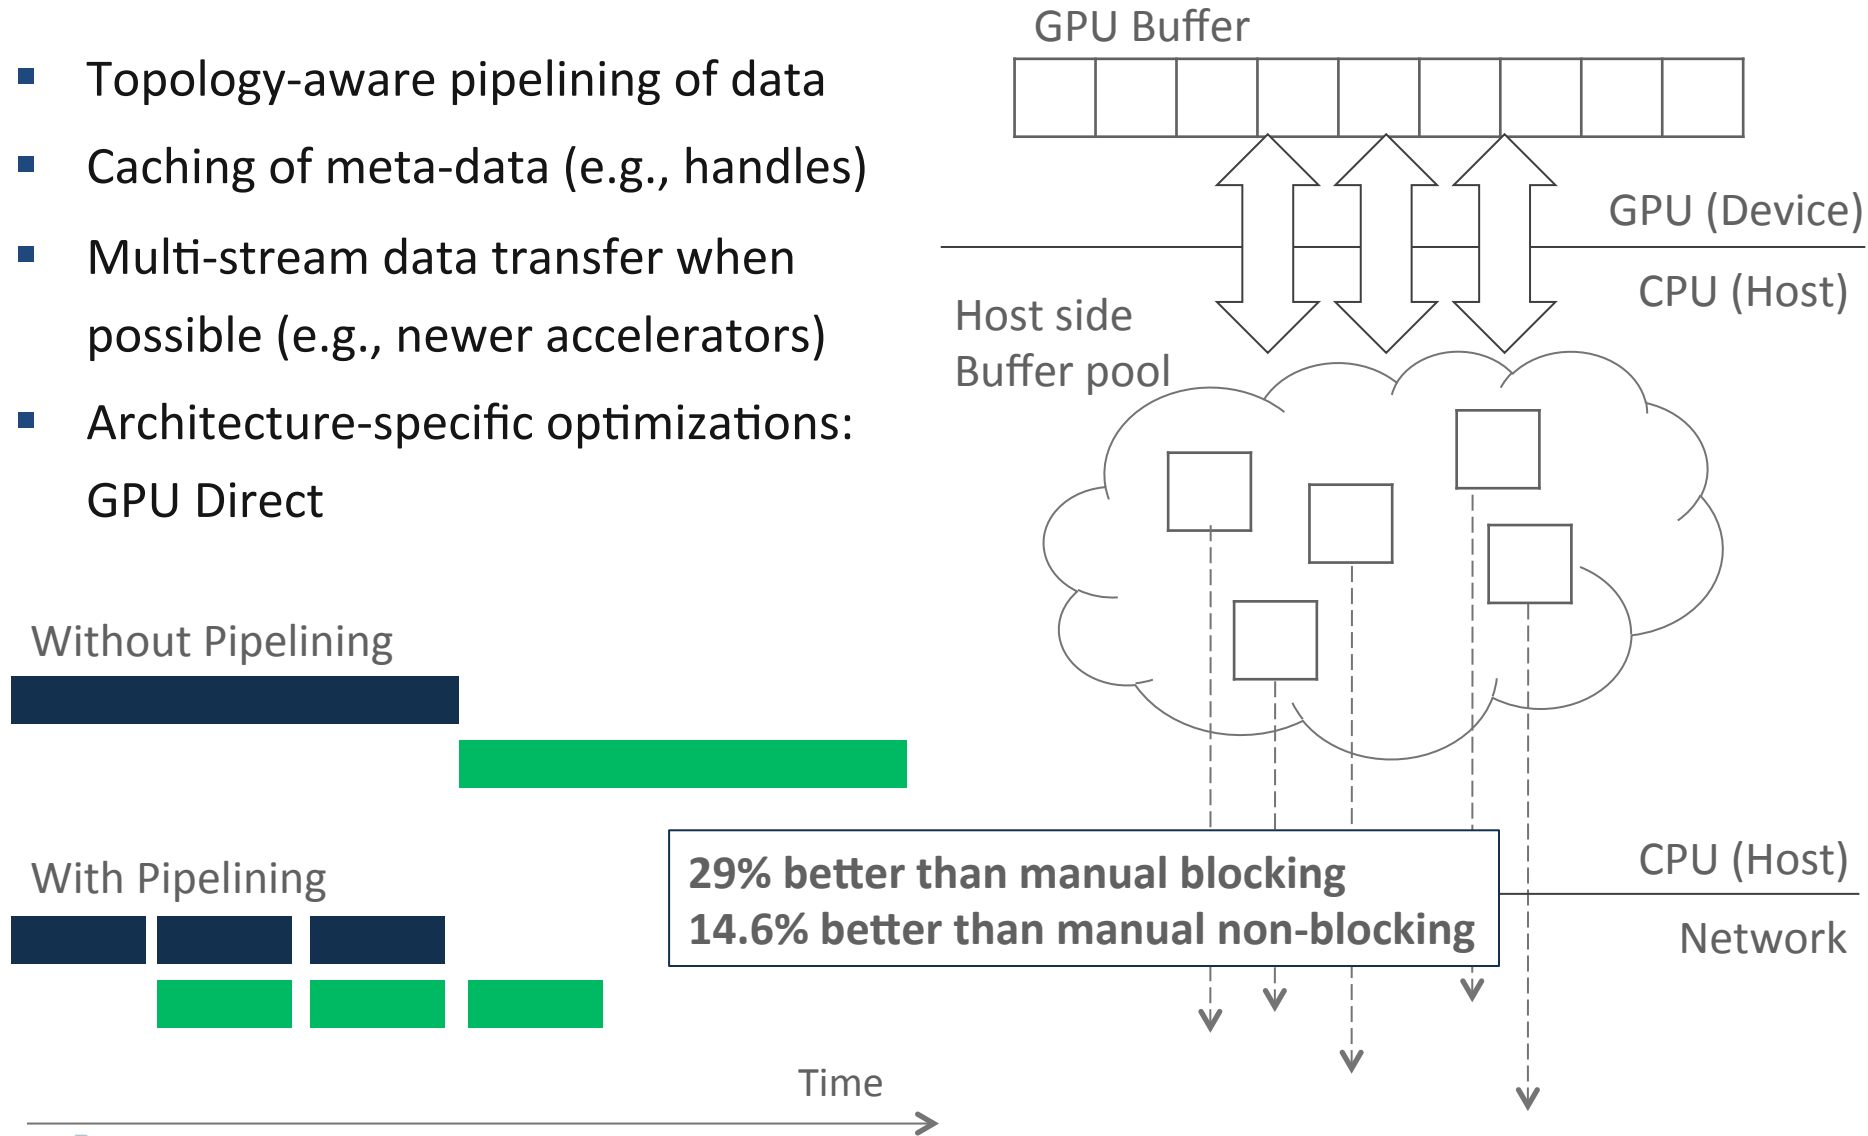 Topology-aware pipelining of data
Caching of meta-data (e.g., handles)
Multi-stream data transfer when
possible (e.g., newer accelerators)
Architecture-specific optimizations:
GPU Direct
GPU Buffer
GPU (Device)
CPU (Host)
Host side
Buffer pool
Without Pipelining
With Pipelining
29% better than manual blocking
14.6% better than manual non-blocking
CPU (Host)
Network
Time